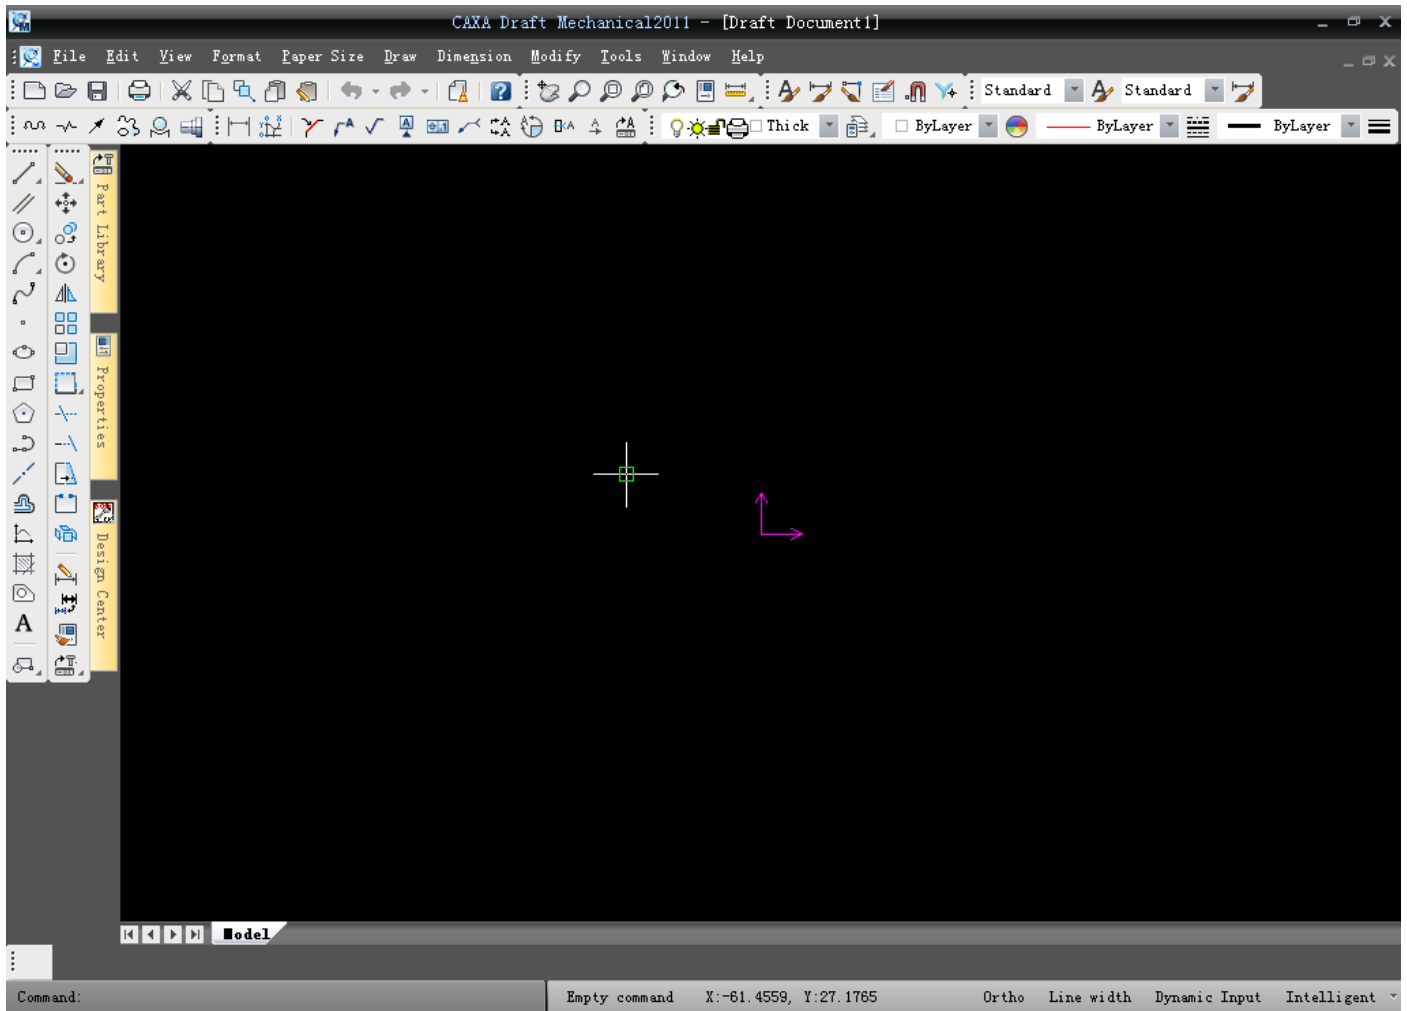 CAXA Draft Mechanical2011 - [Draft Document1]
File Edit View Format Paper Size Draw Dimension Modify Tools Window Help
Standard Standard
Thick ByLayer ByLayer ByLayer
Part Library
Properties
Design Center
A
Model
Command: Empty command X:-61.4559, Y:27.1765 Ortho Line width Dynamic Input Intelligent